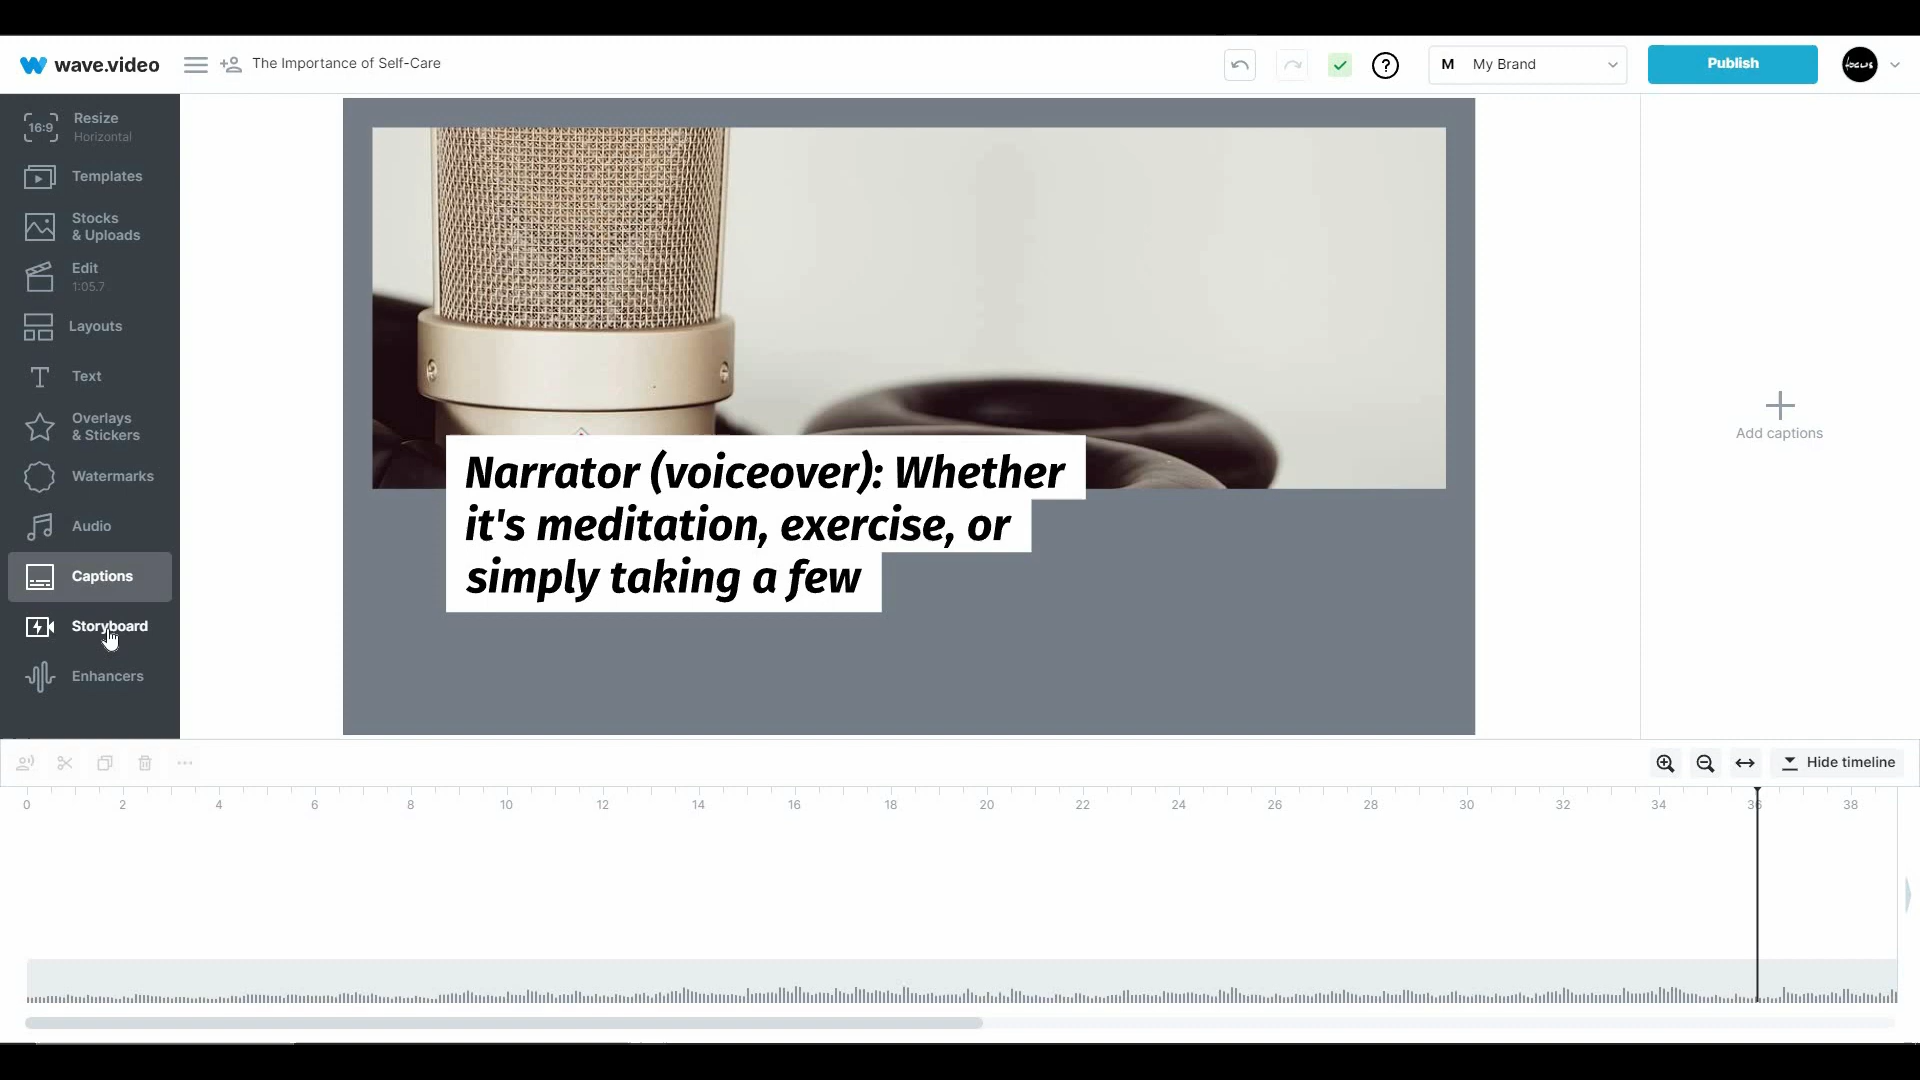 wave.video
The Importance of Self-Care
M My Brand
Publish
focus
16:9
Resize
Horizontal
Templates
Stocks
& Uploads
Edit
1:05.7
Layouts
Text
Overlays
& Stickers
Watermarks
Audio
Captions
Storyboard
Enhancers
Narrator (voiceover): Whether
it's meditation, exercise, or
simply taking a few
Add captions
Hide timeline
0 2 4 6 8 10 12 14 16 18 20 22 24 26 28 30 32 34 36 38